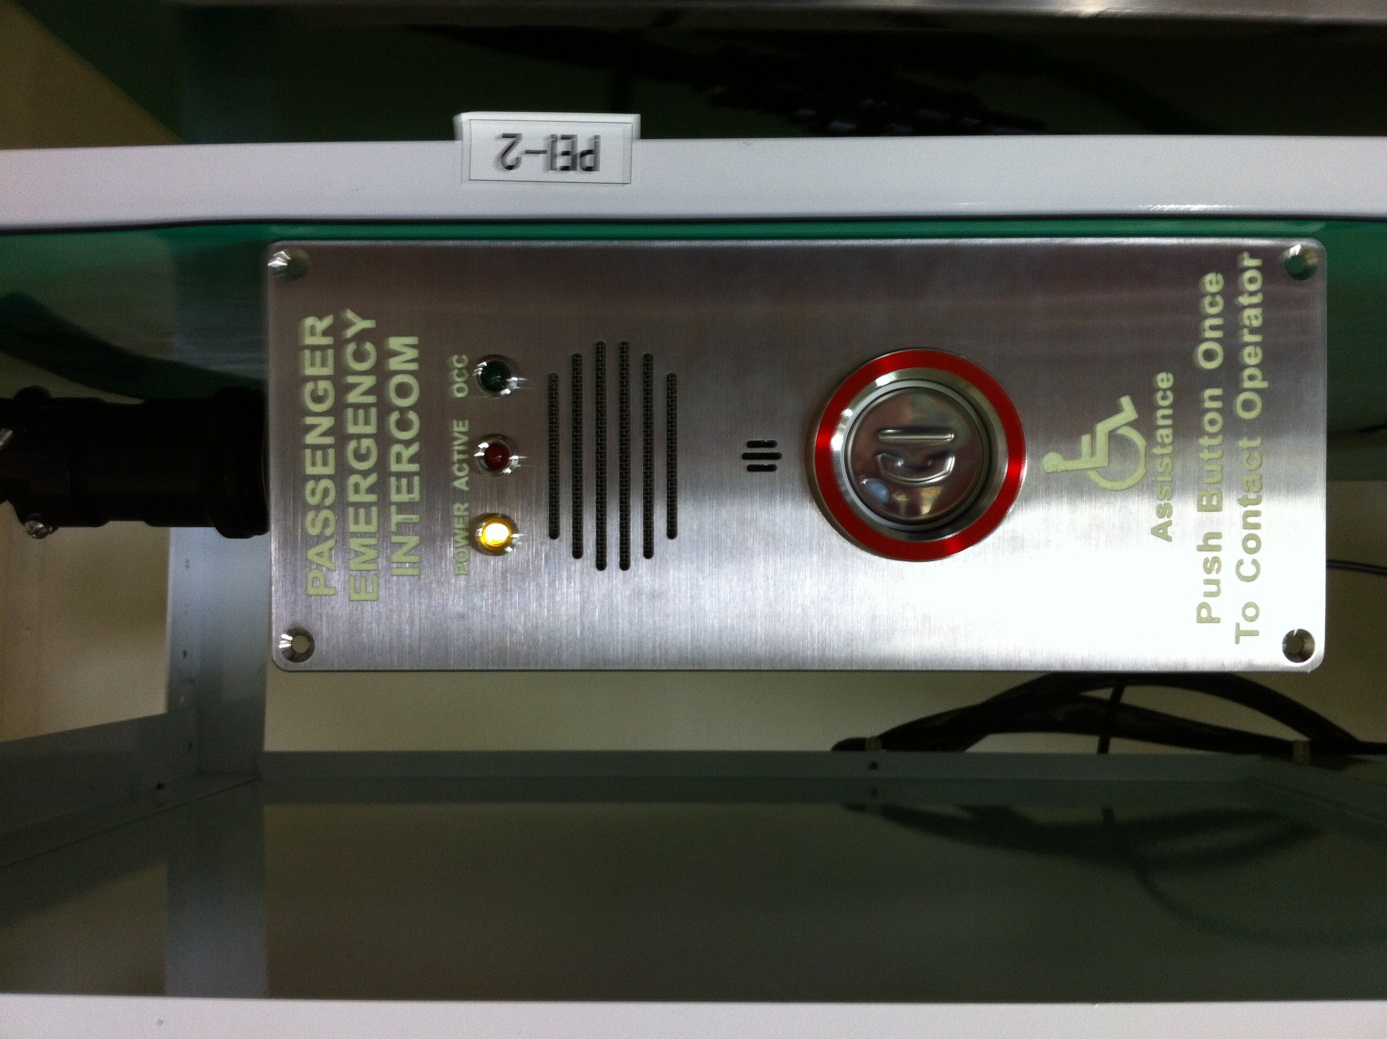 PEI-2
PASSENGER
EMERGENCY
INTERCOM
POWER ACTIVE OCC
Assistance
Push Button Once
To Contact Operator